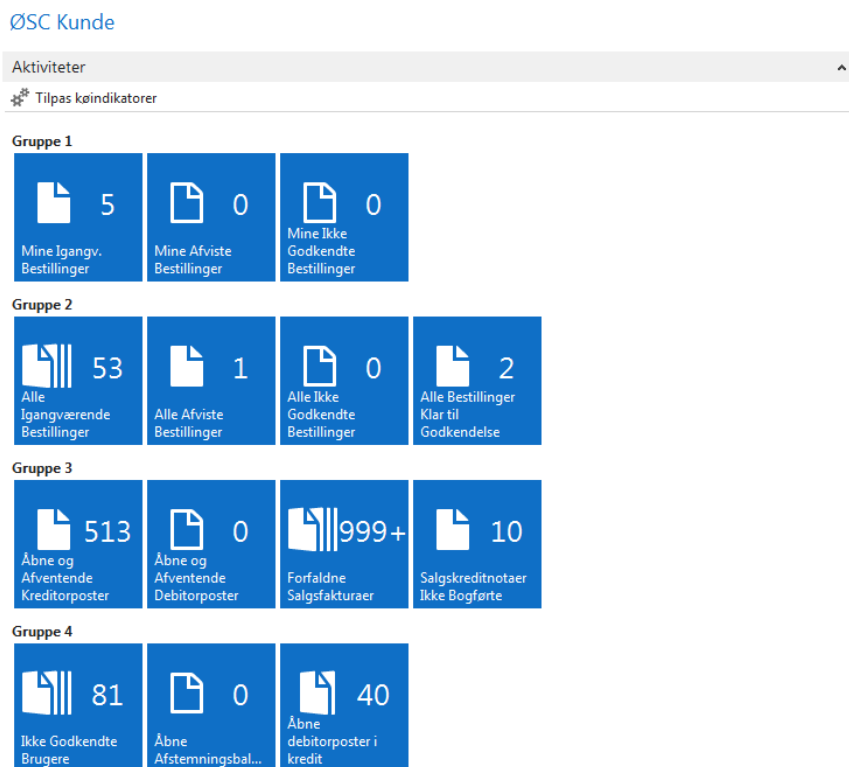 ØSC Kunde
Aktiviteter
Tilpas køindikatorer
Gruppe 1
5
Mine Igangv.
Bestillinger
0
Mine Afviste
Bestillinger
0
Mine Ikke
Godkendte
Bestillinger
Gruppe 2
53
Alle
Igangværende
Bestillinger
1
Alle Afviste
Bestillinger
0
Alle Ikke
Godkendte
Bestillinger
2
Alle Bestillinger
Klar til
Godkendelse
Gruppe 3
513
Åbne og
Afventende
Kreditorposter
0
Åbne og
Afventende
Debitorposter
999+
Forfaldne
Salgsfakturaer
10
Salgskreditnotaer
Ikke Bogførte
Gruppe 4
81
Ikke Godkendte
Brugere
0
Åbne
Afstemningsbal...
40
Åbne
debitorposter i
kredit